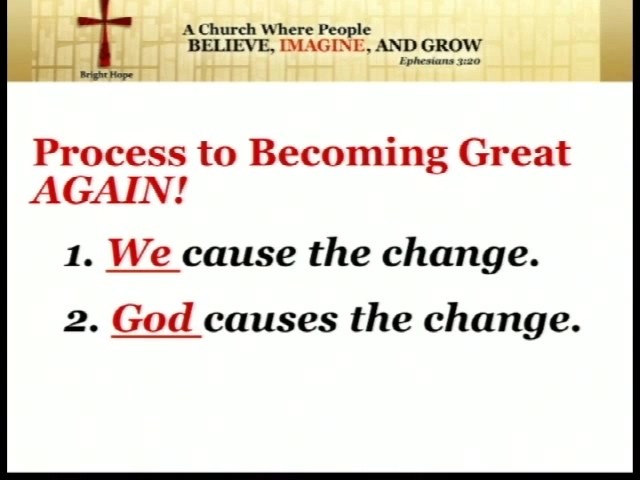 A Church Where People
BELIEVE, IMAGINE, AND GROW
Ephesians 3:20
Bright Hope
Process to Becoming Great
AGAIN!
1. We cause the change.
2. God causes the change.